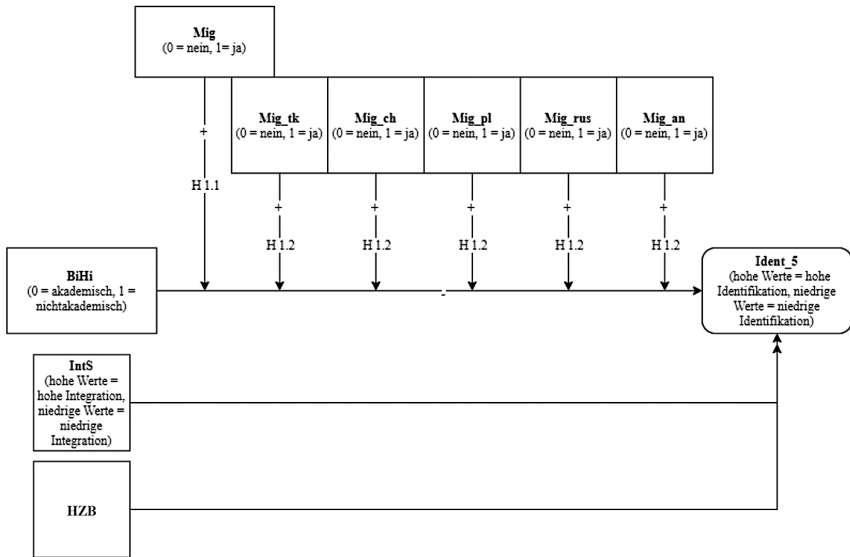 Mig
(0 = nein, 1= ja)
Mig_tk
(0 = nein, 1 = ja)
Mig_ch
(0 = nein, 1 = ja)
Mig_pl
(0 = nein, 1 = ja)
Mig_rus
(0 = nein, 1 = ja)
Mig_an
(0 = nein, 1 = ja)
+
+
+
+
+
+
H 1.1
H 1.2
H 1.2
H 1.2
H 1.2
H 1.2
BiHi
(0 = akademisch, 1 =
nichtakademisch)
-
Ident_5
(hohe Werte = hohe
Identifikation, niedrige
Werte = niedrige
Identifikation)
IntS
(hohe Werte =
hohe Integration,
niedrige Werte =
niedrige
Integration)
HZB